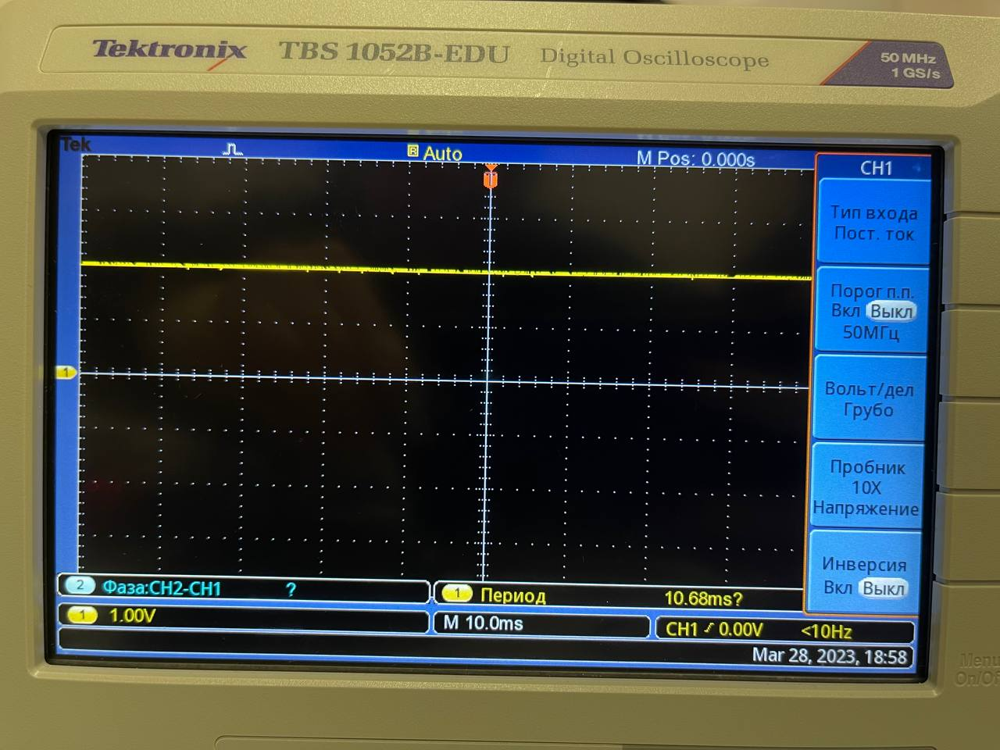 Tektronix TBS 1052B-EDU Digital Oscilloscope
50 MHz
1 GS/s
Tek
R Auto
M Pos: 0.000s
T
1
CH1
Тип входа
Пост. ток
Порог п.п.
Вкл Выкл
50МГц
Вольт/дел
Грубо
Пробник
10X
Напряжение
Инверсия
Вкл Выкл
2 Фаза:CH2-CH1 ?
1 Период 10.68ms?
1 1.00V
M 10.0ms
CH1 0.00V <10Hz
Mar 28, 2023, 18:58
Menu